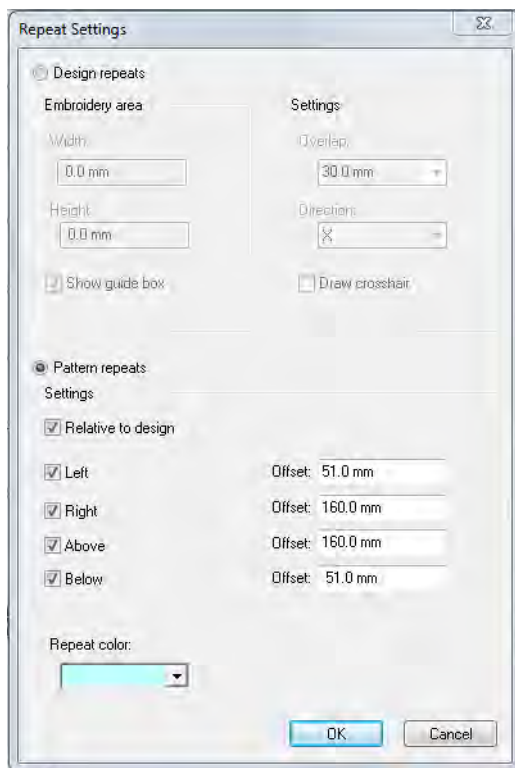 Repeat Settings
Design repeats
Embroidery area
Settings
Width:
Overlap:
0.0 mm
30.0 mm
Height:
Direction:
0.0 mm
X
Show guide box
Draw crosshair
Pattern repeats
Settings
Relative to design
Left Offset: 51.0 mm
Right Offset: 160.0 mm
Above Offset: 160.0 mm
Below Offset: 51.0 mm
Repeat color:
OK Cancel